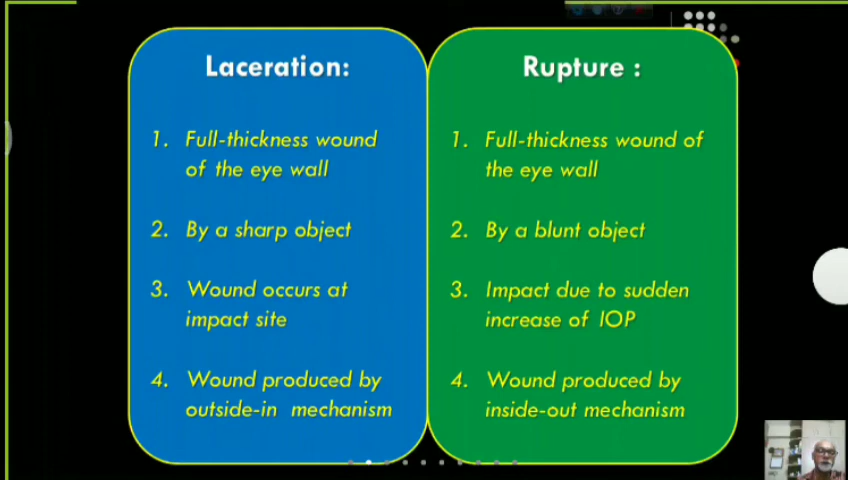 Laceration:
1. Full-thickness wound
of the eye wall
2. By a sharp object
3. Wound occurs at
impact site
4. Wound produced by
outside-in mechanism
Rupture :
1. Full-thickness wound of
the eye wall
2. By a blunt object
3. Impact due to sudden
increase of IOP
4. Wound produced by
inside-out mechanism